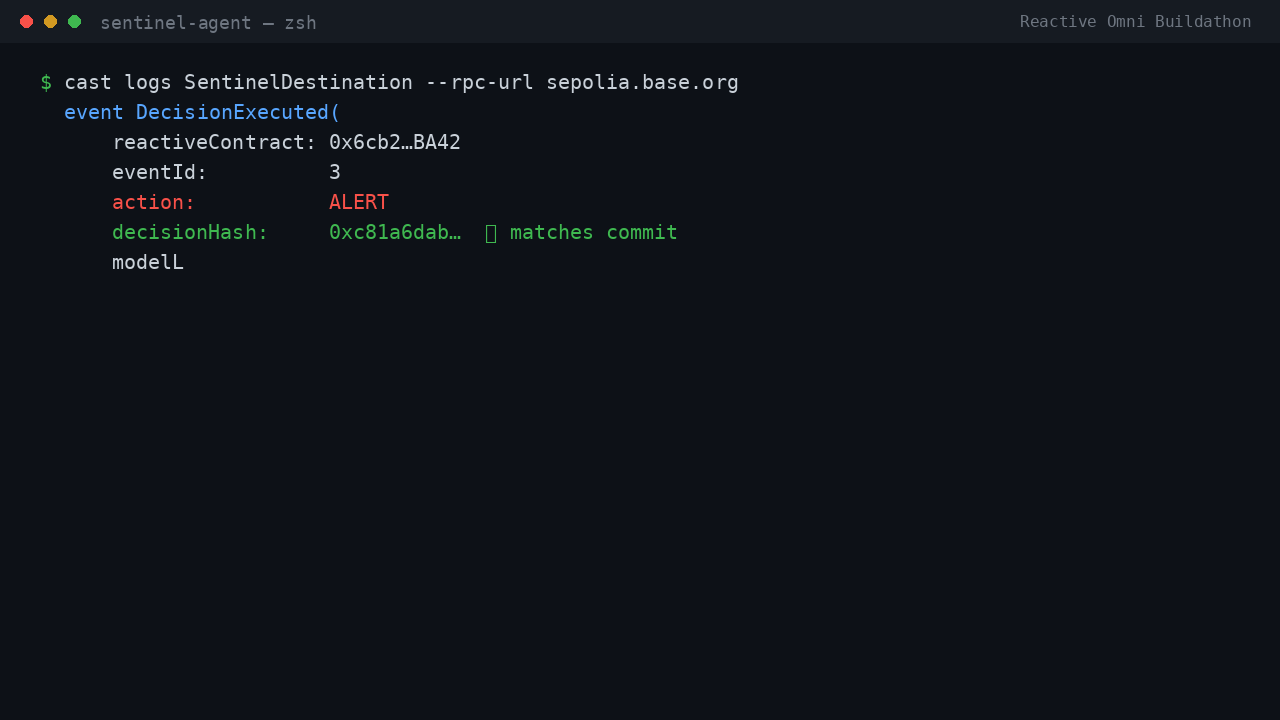 sentinel-agent — zsh
Reactive Omni Buildathon
$ cast logs SentinelDestination --rpc-url sepolia.base.org
event DecisionExecuted(
reactiveContract: 0x6cb2…BA42
eventId: 3
action: ALERT
decisionHash: 0xc81a6dab… ▯ matches commit
modelL